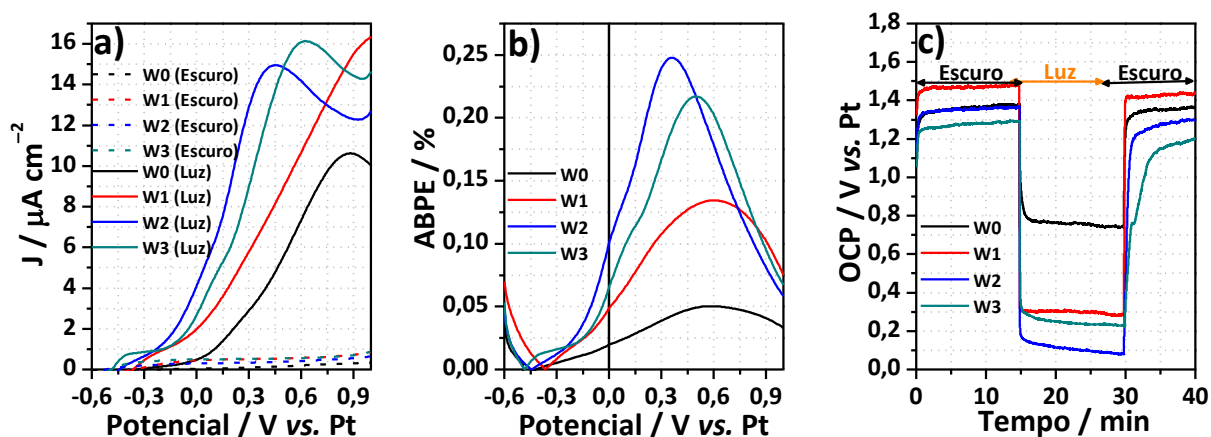 a)
J / µA cm⁻²
16
14
12
10
8
6
4
2
0
W0 (Escuro)
W1 (Escuro)
W2 (Escuro)
W3 (Escuro)
W0 (Luz)
W1 (Luz)
W2 (Luz)
W3 (Luz)
-0,6 -0,3 0,0 0,3 0,6 0,9
Potencial / V vs. Pt
b)
ABPE / %
0,25
0,20
0,15
0,10
0,05
0,00
W0
W1
W2
W3
-0,6 -0,3 0,0 0,3 0,6 0,9
Potencial / V vs. Pt
c)
OCP / V vs. Pt
1,8
1,6
1,4
1,2
1,0
0,8
0,6
0,4
0,2
0,0
Escuro Luz Escuro
W0
W1
W2
W3
0 10 20 30 40
Tempo / min